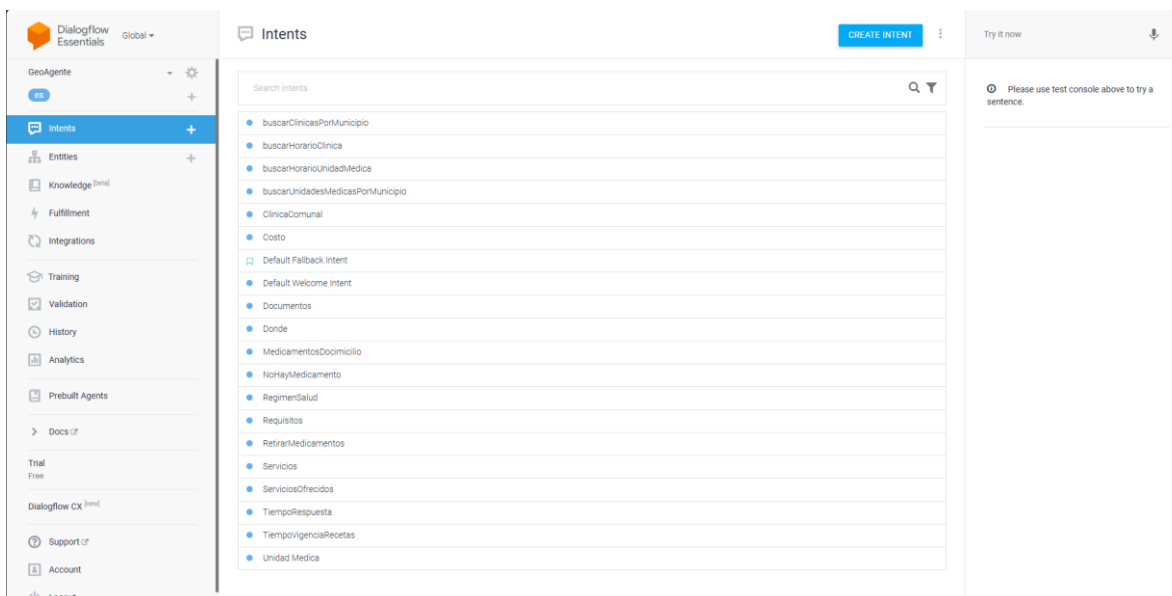 Dialogflow
Essentials
Global
GeoAgente
es
Intents
Entities
Knowledge [beta]
Fulfillment
Integrations
Training
Validation
History
Analytics
Prebuilt Agents
Docs
Trial
Free
Dialogflow CX [new]
Support
Account
Logout
Intents
CREATE INTENT
Search intents
buscarClinicasPorMunicipio
buscarHorarioClinica
buscarHorarioUnidadMedica
buscarUnidadesMedicasPorMunicipio
ClinicaComunal
Costo
Default Fallback Intent
Default Welcome Intent
Documentos
Donde
MedicamentosDocimicilio
NoHayMedicamento
RegimenSalud
Requisitos
RetirarMedicamentos
Servicios
ServiciosOfrecidos
TiempoRespuesta
TiempoVigenciaRecetas
Unidad Medica
Try it now
Please use test console above to try a
sentence.